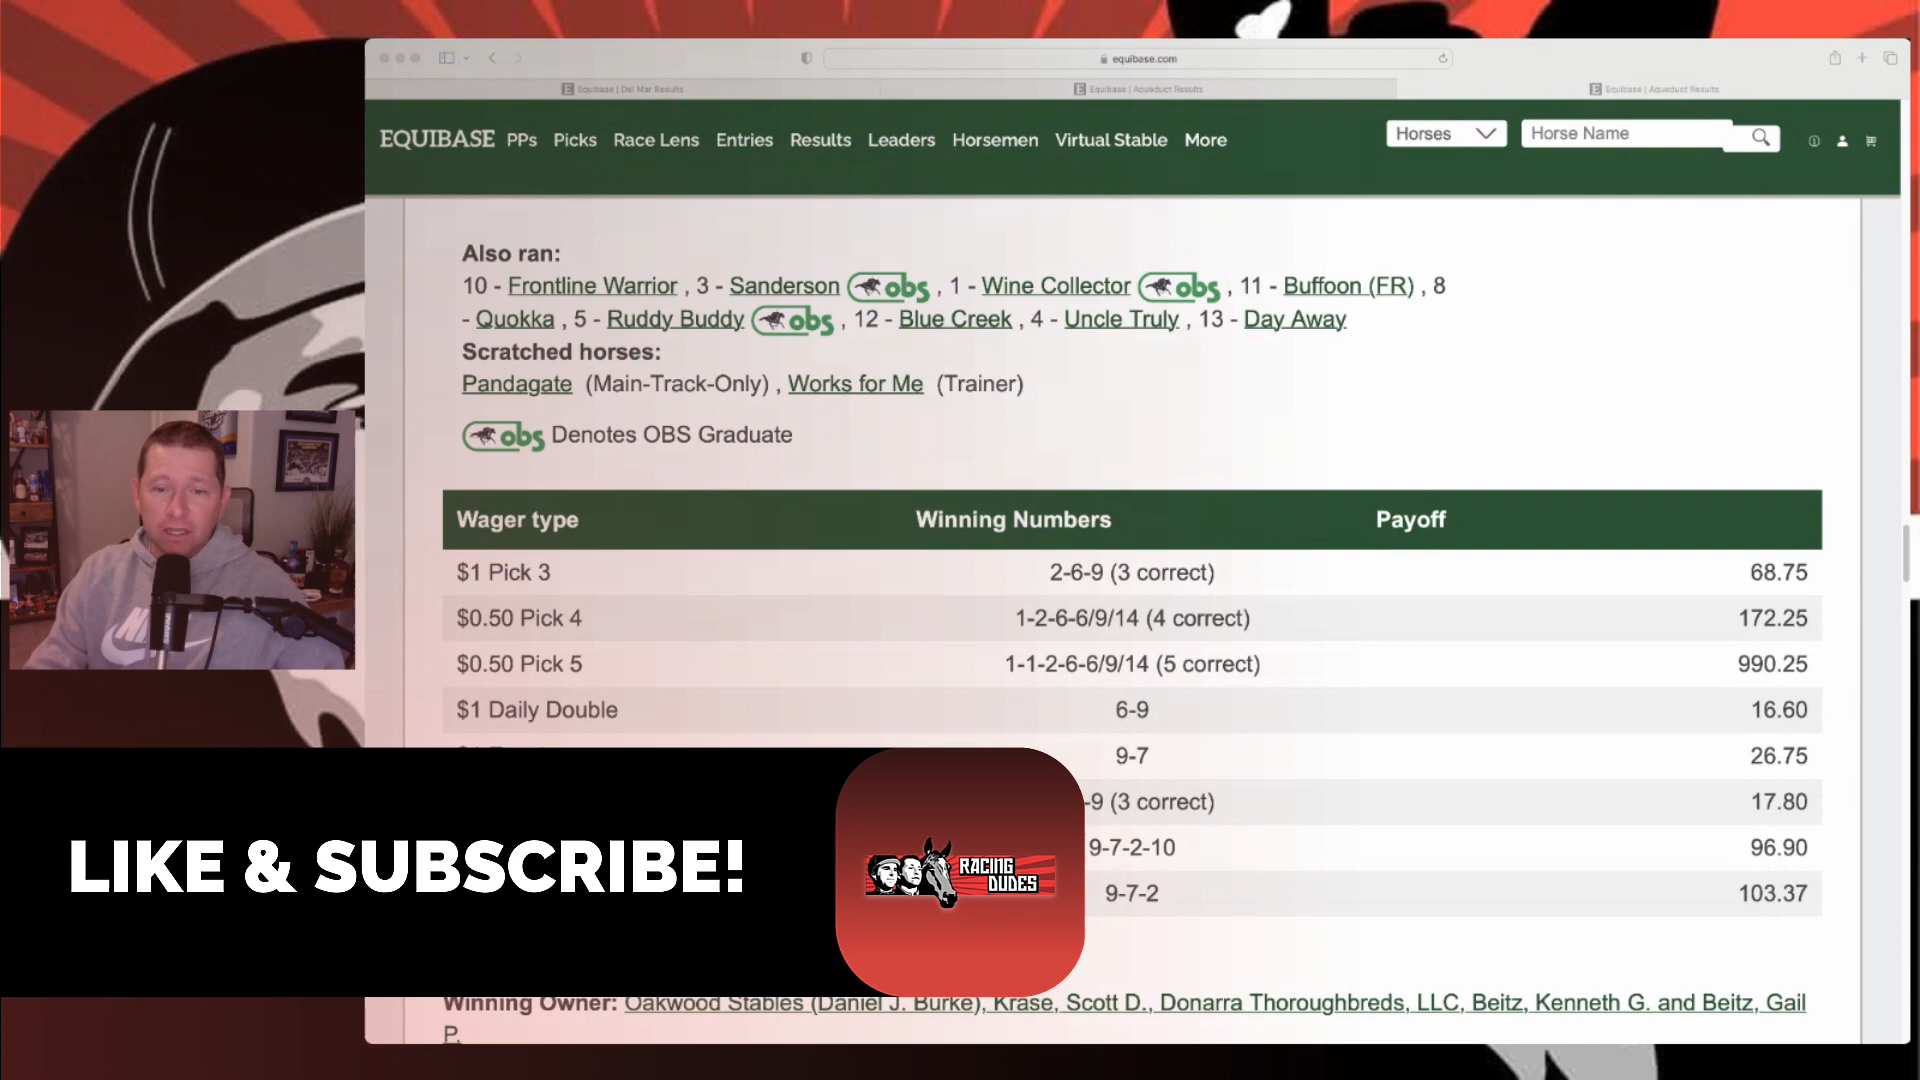 equibase.com
Equibase | Del Mar Results
Equibase | Aqueduct Results
Equibase | Aqueduct Results
EQUIBASE PPs Picks Race Lens Entries Results Leaders Horsemen Virtual Stable More
Horses
Horse Name
Also ran:
10 - Frontline Warrior , 3 - Sanderson obs , 1 - Wine Collector obs , 11 - Buffoon (FR) , 8
- Quokka , 5 - Ruddy Buddy obs , 12 - Blue Creek , 4 - Uncle Truly , 13 - Day Away
Scratched horses:
Pandagate (Main-Track-Only) , Works for Me (Trainer)
obs Denotes OBS Graduate
Wager type Winning Numbers Payoff
$1 Pick 3 2-6-9 (3 correct) 68.75
$0.50 Pick 4 1-2-6-6/9/14 (4 correct) 172.25
$0.50 Pick 5 1-1-2-6-6/9/14 (5 correct) 990.25
$1 Daily Double 6-9 16.60
9-7 26.75
-9 (3 correct) 17.80
9-7-2-10 96.90
9-7-2 103.37
LIKE & SUBSCRIBE!
RACING
DUDES
Winning Owner: Oakwood Stables (Daniel J. Burke), Krase, Scott D., Donarra Thoroughbreds, LLC, Beitz, Kenneth G. and Beitz, Gail
P.